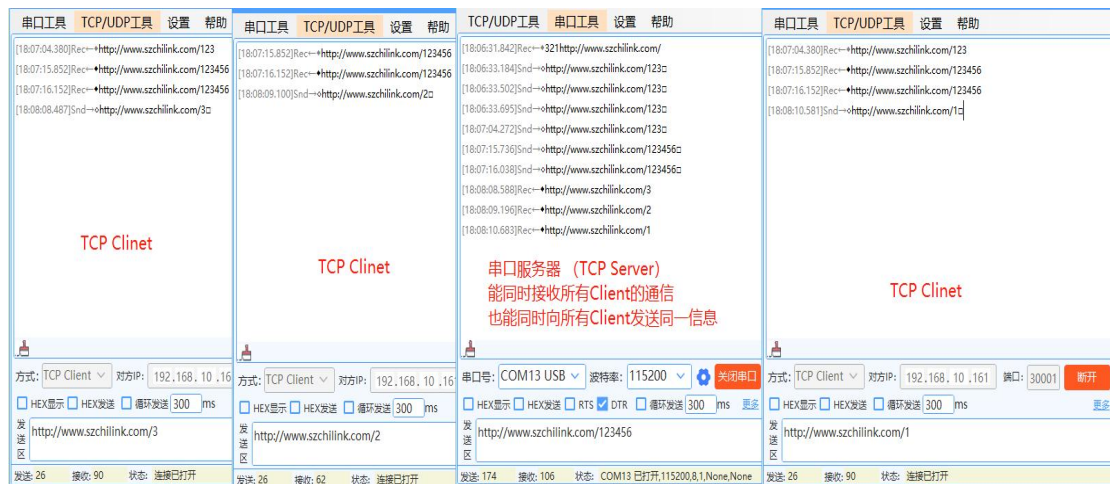 串口工具 TCP/UDP工具 设置 帮助
[18:07:04.380]Rec←♦http://www.szchilink.com/123
[18:07:15.852]Rec←♦http://www.szchilink.com/123456
[18:07:16.152]Rec←♦http://www.szchilink.com/123456
[18:08:08.487]Snd→◇http://www.szchilink.com/3□
TCP Clinet
方式: TCP Client 对方IP: 192.168.10.16
HEX显示 HEX发送 循环发送 300 ms
发送区
http://www.szchilink.com/3
发送: 26 接收: 90 状态: 连接已打开
串口工具 TCP/UDP工具 设置 帮助
[18:07:15.852]Rec←♦http://www.szchilink.com/123456
[18:07:16.152]Rec←♦http://www.szchilink.com/123456
[18:08:09.100]Snd→◇http://www.szchilink.com/2□
TCP Clinet
方式: TCP Client 对方IP: 192.168.10.161
HEX显示 HEX发送 循环发送 300 ms
发送区
http://www.szchilink.com/2
发送: 26 接收: 62 状态: 连接已打开
TCP/UDP工具 串口工具 设置 帮助
[18:06:31.842]Rec←♦321http://www.szchilink.com/
[18:06:33.184]Snd→◇http://www.szchilink.com/123□
[18:06:33.502]Snd→◇http://www.szchilink.com/123□
[18:06:33.695]Snd→◇http://www.szchilink.com/123□
[18:07:04.272]Snd→◇http://www.szchilink.com/123□
[18:07:15.736]Snd→◇http://www.szchilink.com/123456□
[18:07:16.038]Snd→◇http://www.szchilink.com/123456□
[18:08:08.588]Rec←♦http://www.szchilink.com/3
[18:08:09.196]Rec←♦http://www.szchilink.com/2
[18:08:10.683]Rec←♦http://www.szchilink.com/1
串口服务器 （TCP Server）
能同时接收所有Client的通信
也能同时向所有Client发送同一信息
串口号: COM13 USB 波特率: 115200 关闭串口
HEX显示 HEX发送 RTS DTR 循环发送 300 ms 更多
发送区
http://www.szchilink.com/123456
发送: 174 接收: 106 状态: COM13 已打开,115200,8,1,None,None
串口工具 TCP/UDP工具 设置 帮助
[18:07:04.380]Rec←♦http://www.szchilink.com/123
[18:07:15.852]Rec←♦http://www.szchilink.com/123456
[18:07:16.152]Rec←♦http://www.szchilink.com/123456
[18:08:10.581]Snd→◇http://www.szchilink.com/1□
TCP Clinet
方式: TCP Client 对方IP: 192.168.10.161 端口: 30001 断开
HEX显示 HEX发送 循环发送 300 ms 更多
发送区
http://www.szchilink.com/1
发送: 26 接收: 90 状态: 连接已打开